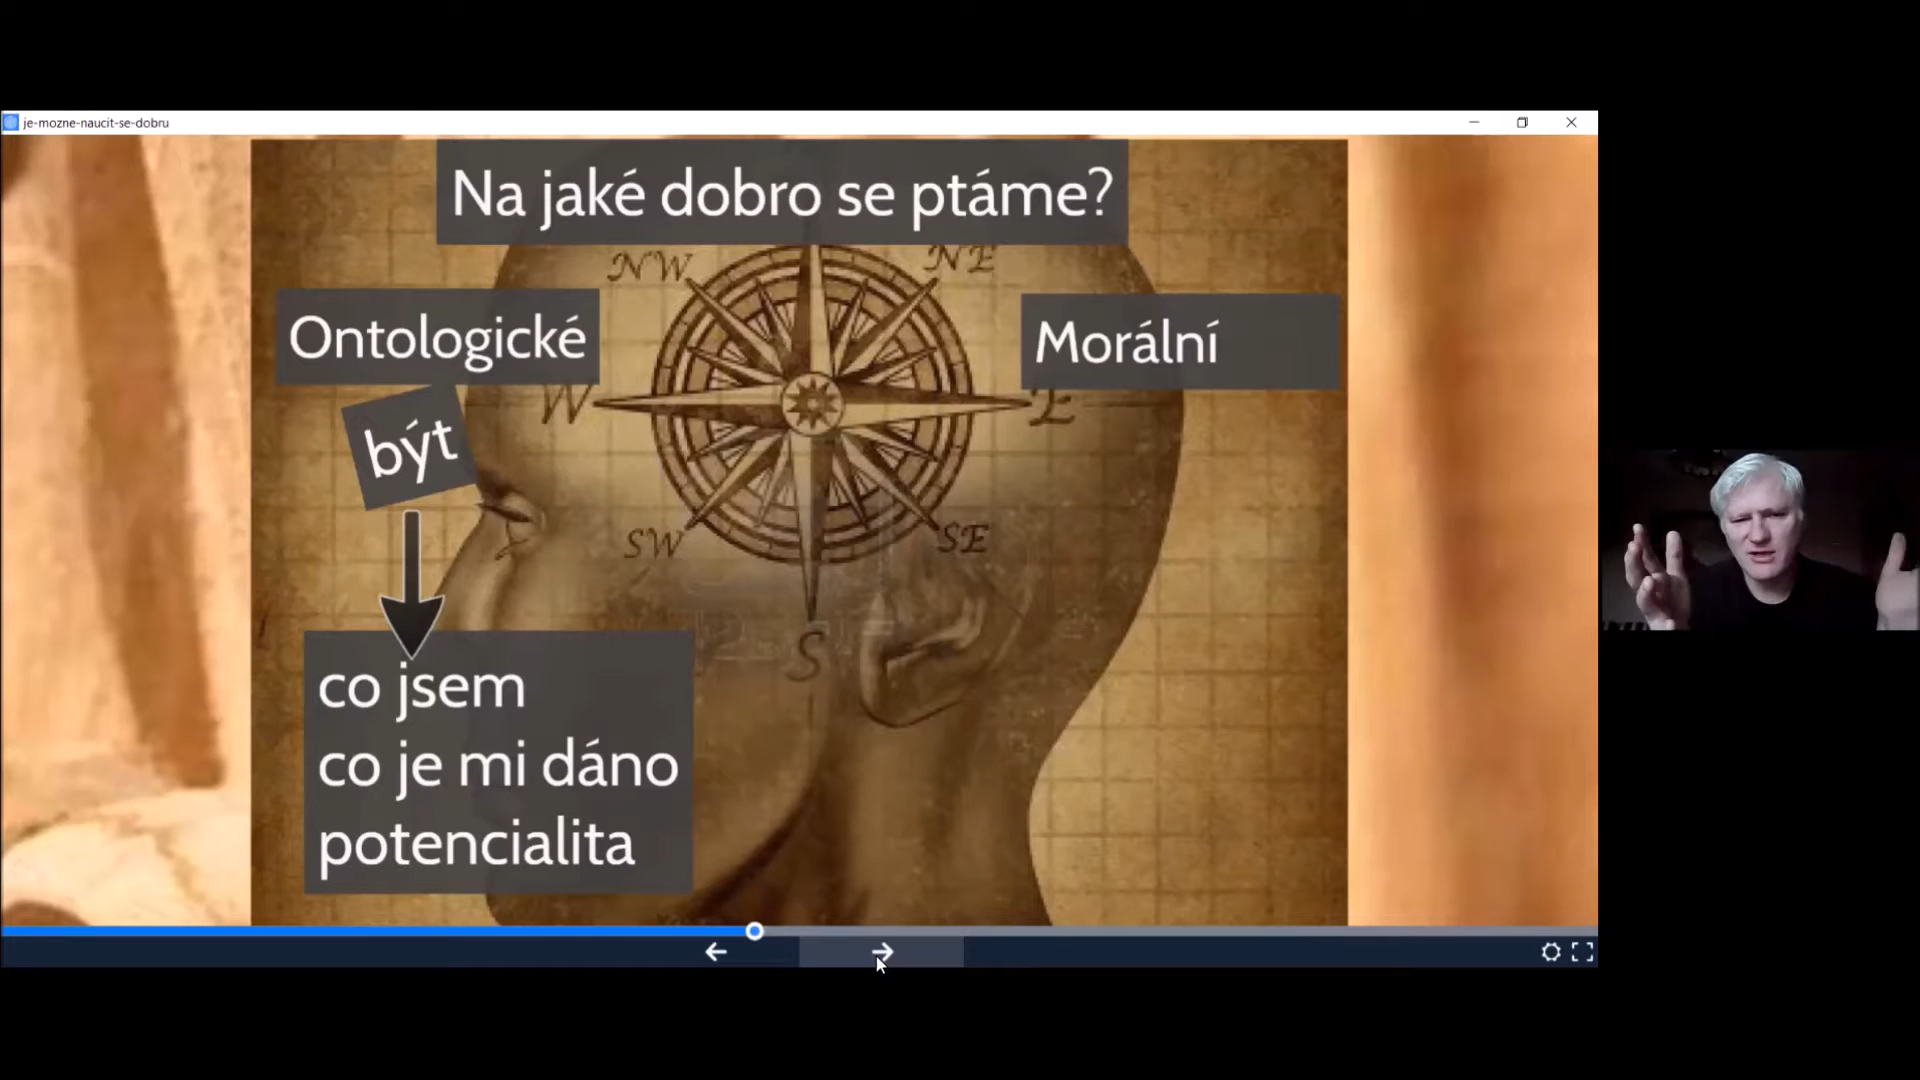 je-mozne-naucit-se-dobru
Na jaké dobro se ptáme?
NW
NE
Ontologické
Morální
W
E
být
SW
SE
S
co jsem
co je mi dáno
potencialita